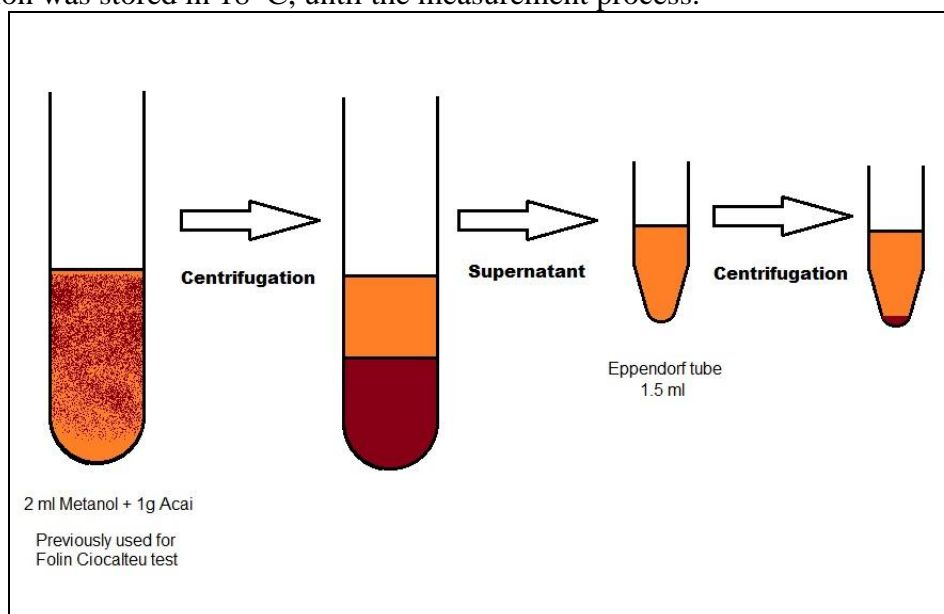 was stored in 18°C, until the measurement process.
Centrifugation
Supernatant
Centrifugation
Eppendorf tube
1.5 ml
2 ml Metanol + 1g Acai
Previously used for
Folin Ciocalteu test